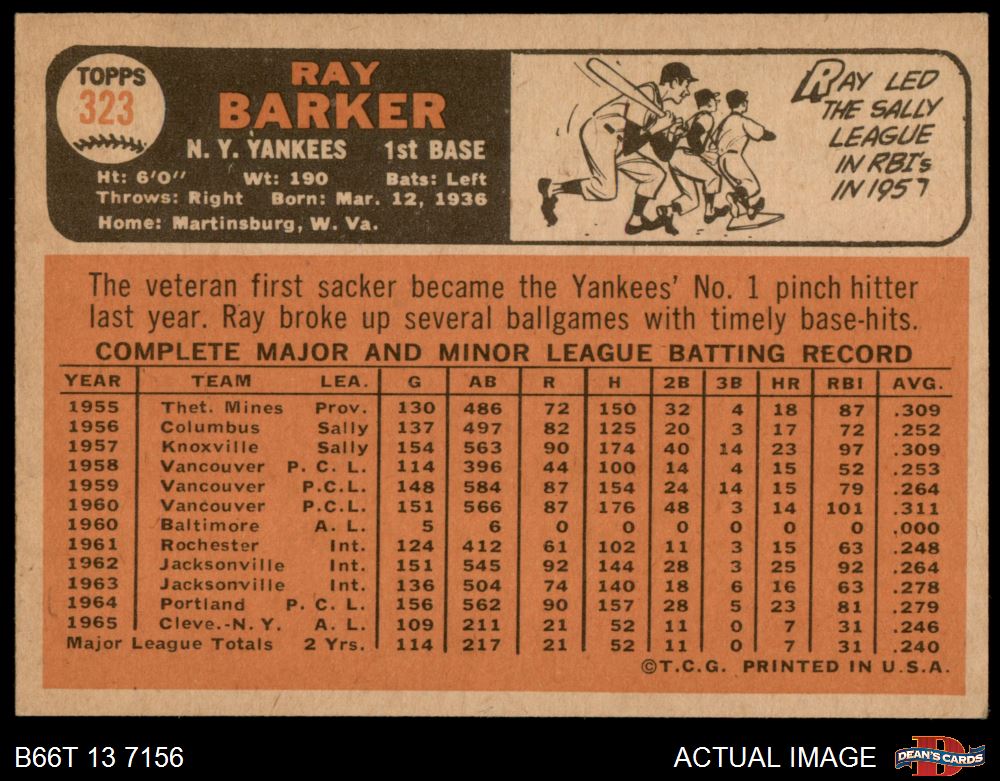 TOPPS
323
RAY
BARKER
N. Y. YANKEES 1st BASE
Ht: 6'0" Wt: 190 Bats: Left
Throws: Right Born: Mar. 12, 1936
Home: Martinsburg, W. Va.
RAY LED
THE SALLY
LEAGUE
IN RBI's
IN 1957
The veteran first sacker became the Yankees' No. 1 pinch hitter
last year. Ray broke up several ballgames with timely base-hits.
COMPLETE MAJOR AND MINOR LEAGUE BATTING RECORD
YEAR TEAM LEA. G AB R H 2B 3B HR RBI AVG.
1955 Thet. Mines Prov. 130 486 72 150 32 4 18 87 .309
1956 Columbus Sally 137 497 82 125 20 3 17 72 .252
1957 Knoxville Sally 154 563 90 174 40 14 23 97 .309
1958 Vancouver P. C. L. 114 396 44 100 14 4 15 52 .253
1959 Vancouver P.C.L. 148 584 87 154 24 14 15 79 .264
1960 Vancouver P.C.L. 151 566 87 176 48 3 14 101 .311
1960 Baltimore A. L. 5 6 0 0 0 0 0 0 .000
1961 Rochester Int. 124 412 61 102 11 3 15 63 .248
1962 Jacksonville Int. 151 545 92 144 28 3 25 92 .264
1963 Jacksonville Int. 136 504 74 140 18 6 16 63 .278
1964 Portland P. C. L. 156 562 90 157 28 5 23 81 .279
1965 Cleve.-N. Y. A. L. 109 211 21 52 11 0 7 31 .246
Major League Totals 2 Yrs. 114 217 21 52 11 0 7 31 .240
©T.C.G. PRINTED IN U.S.A.
B66T 13 7156 ACTUAL IMAGE
D
DEAN'S CARDS